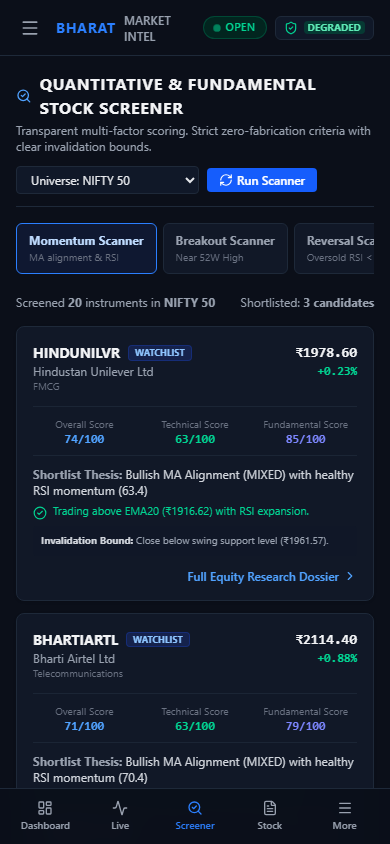 BHARAT MARKET INTEL
OPEN
DEGRADED
QUANTITATIVE & FUNDAMENTAL
STOCK SCREENER
Transparent multi-factor scoring. Strict zero-fabrication criteria with
clear invalidation bounds.
Universe: NIFTY 50
Run Scanner
Momentum Scanner
MA alignment & RSI
Breakout Scanner
Near 52W High
Reversal Sca
Oversold RSI <
Screened 20 instruments in NIFTY 50
Shortlisted: 3 candidates
HINDUNILVR WATCHLIST ₹1978.60
Hindustan Unilever Ltd +0.23%
FMCG
Overall Score Technical Score Fundamental Score
74/100 63/100 85/100
Shortlist Thesis: Bullish MA Alignment (MIXED) with healthy
RSI momentum (63.4)
Trading above EMA20 (₹1916.62) with RSI expansion.
Invalidation Bound: Close below swing support level (₹1961.57).
Full Equity Research Dossier
BHARTIARTL WATCHLIST ₹2114.40
Bharti Airtel Ltd +0.88%
Telecommunications
Overall Score Technical Score Fundamental Score
71/100 63/100 79/100
Shortlist Thesis: Bullish MA Alignment (MIXED) with healthy
RSI momentum (70.4)
Dashboard Live Screener Stock More